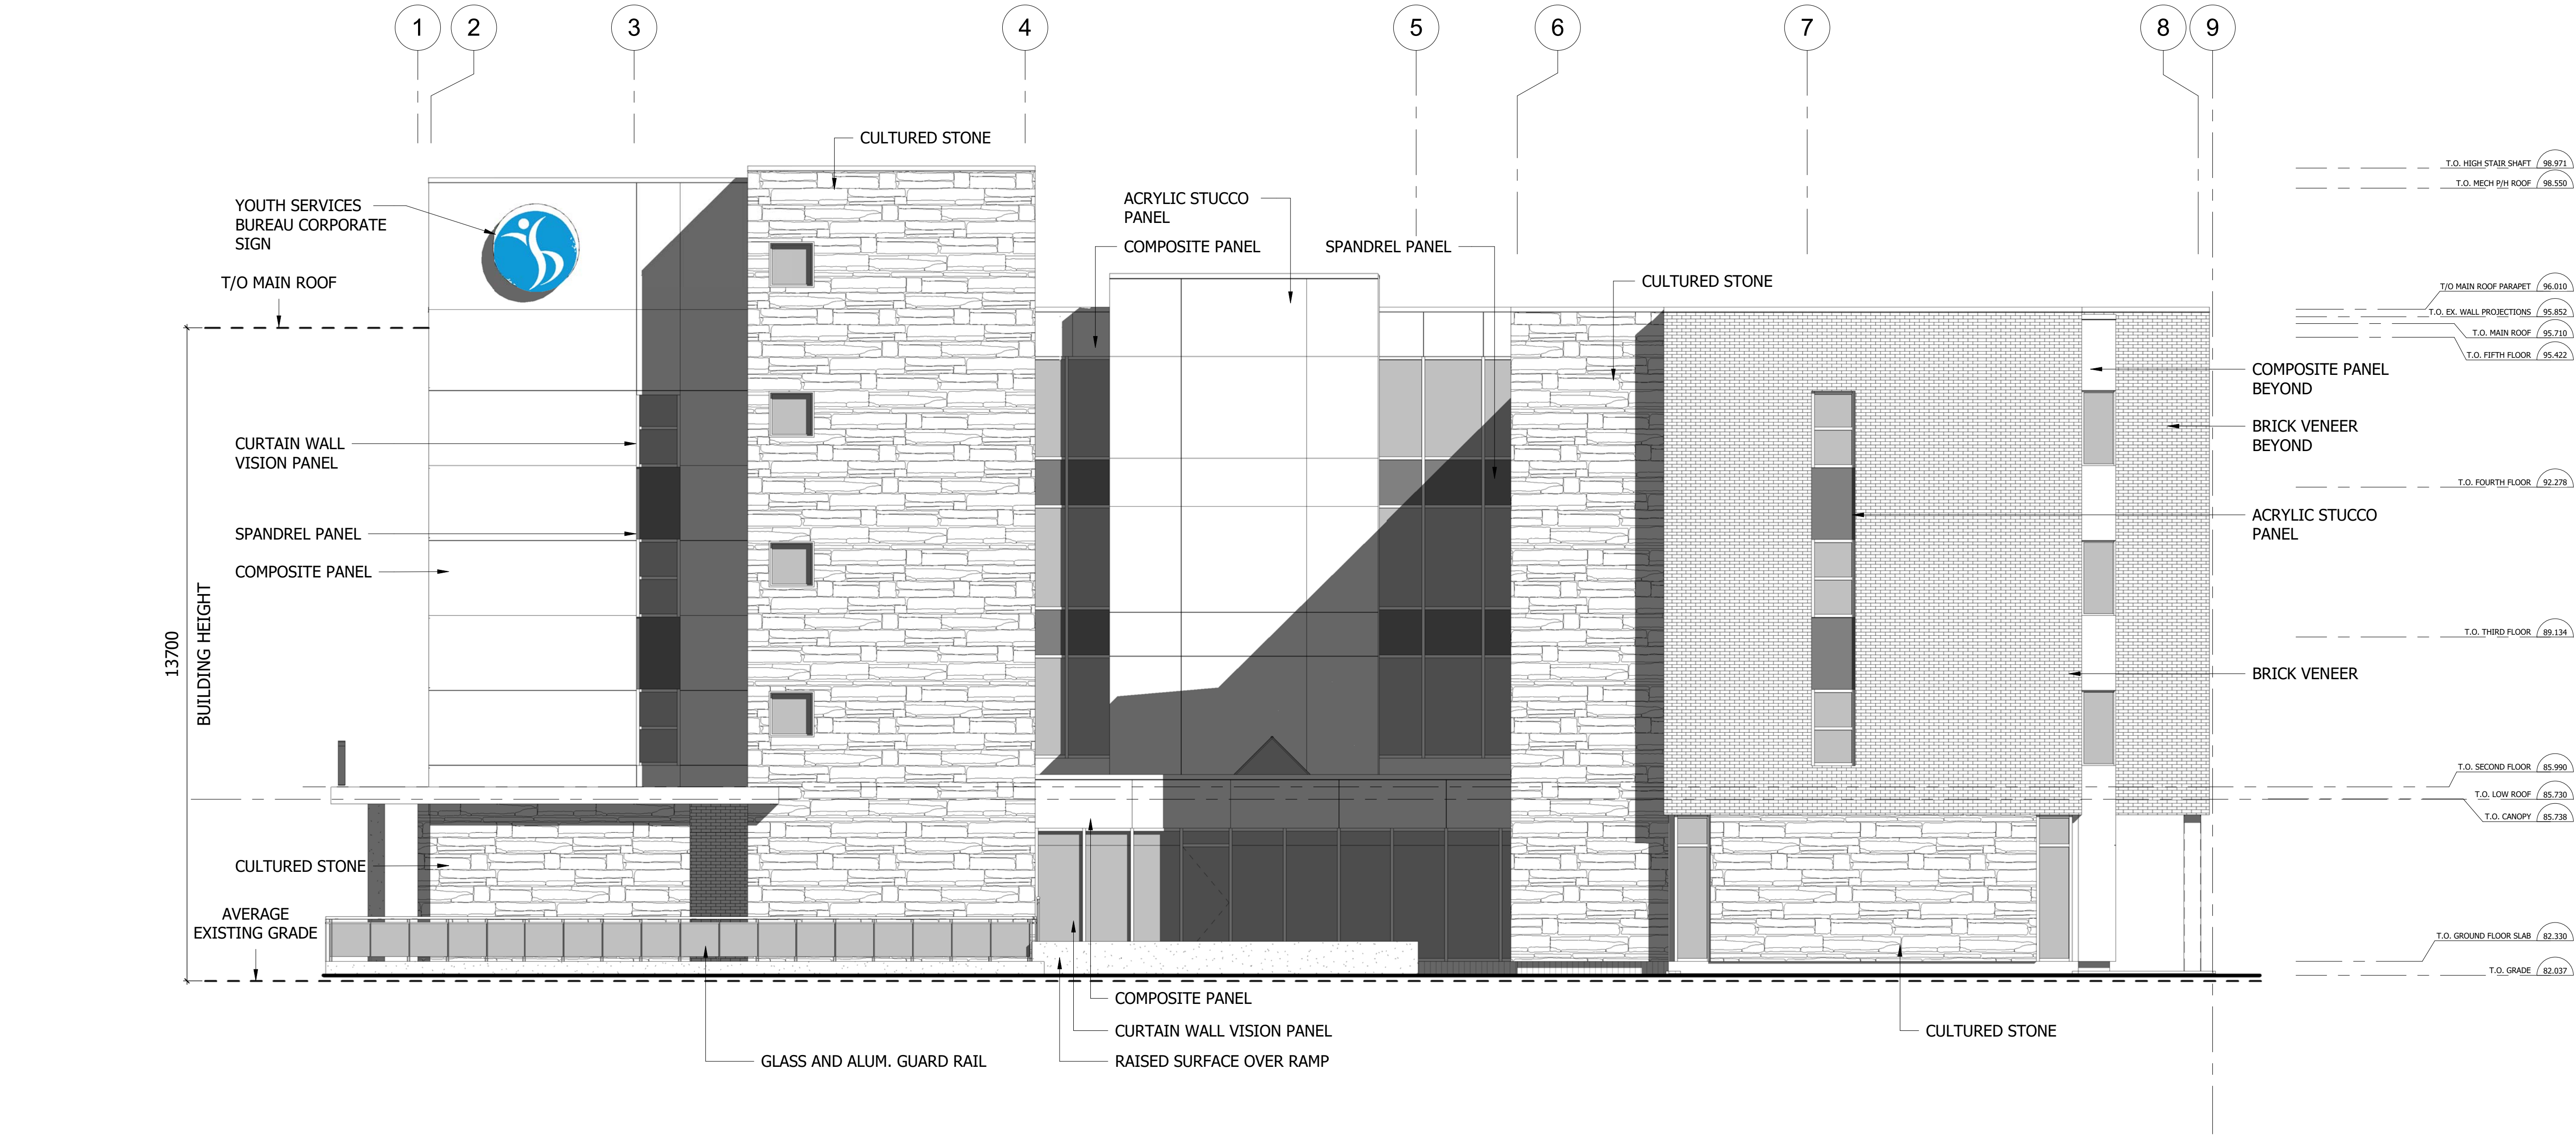 1
2
3
4
5
6
7
8
9
CULTURED STONE
T.O. HIGH STAIR SHAFT 98.971
T.O. MECH P/H ROOF 98.550
YOUTH SERVICES
BUREAU CORPORATE
SIGN
ACRYLIC STUCCO
PANEL
COMPOSITE PANEL
SPANDREL PANEL
T/O MAIN ROOF
CULTURED STONE
T/O MAIN ROOF PARAPET 96.010
T.O. EX. WALL PROJECTIONS 95.852
T.O. MAIN ROOF 95.710
T.O. FIFTH FLOOR 95.422
COMPOSITE PANEL
BEYOND
CURTAIN WALL
VISION PANEL
BRICK VENEER
BEYOND
T.O. FOURTH FLOOR 92.278
SPANDREL PANEL
ACRYLIC STUCCO
PANEL
COMPOSITE PANEL
13700
BUILDING HEIGHT
T.O. THIRD FLOOR 89.134
BRICK VENEER
T.O. SECOND FLOOR 85.990
T.O. LOW ROOF 85.730
T.O. CANOPY 85.738
CULTURED STONE
AVERAGE
EXISTING GRADE
T.O. GROUND FLOOR SLAB 82.330
T.O. GRADE 82.037
COMPOSITE PANEL
CURTAIN WALL VISION PANEL
CULTURED STONE
GLASS AND ALUM. GUARD RAIL
RAISED SURFACE OVER RAMP